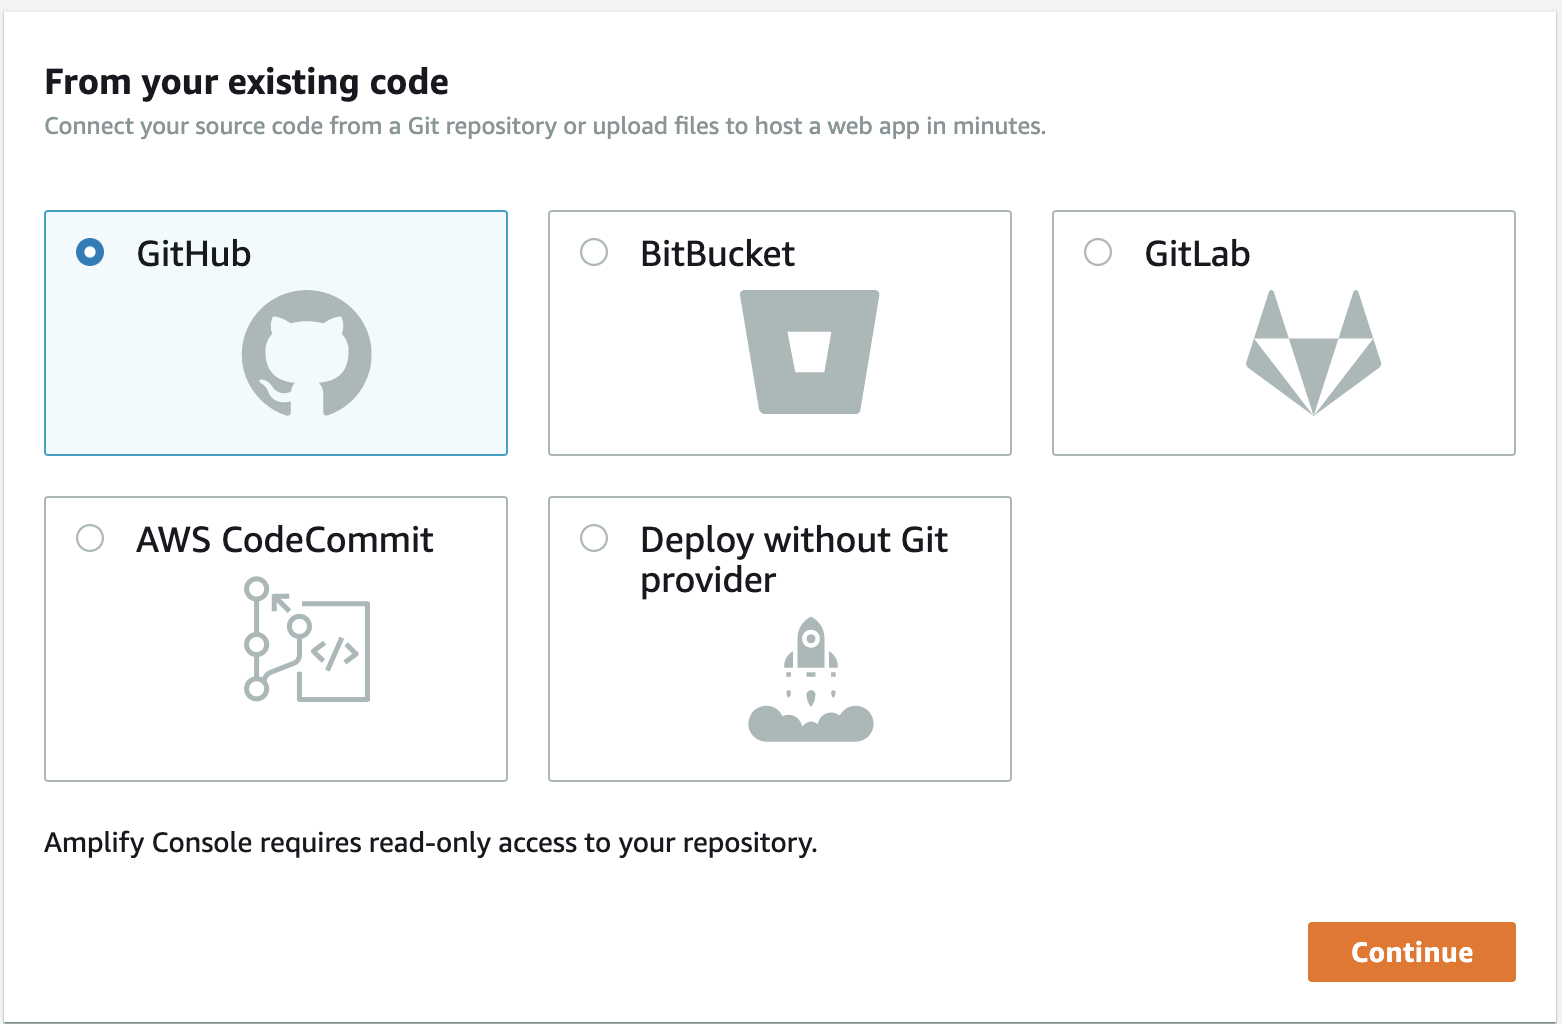 From your existing code
Connect your source code from a Git repository or upload files to host a web app in minutes.
GitHub
BitBucket
GitLab
AWS CodeCommit
</>
Deploy without Git
provider
Amplify Console requires read-only access to your repository.
Continue